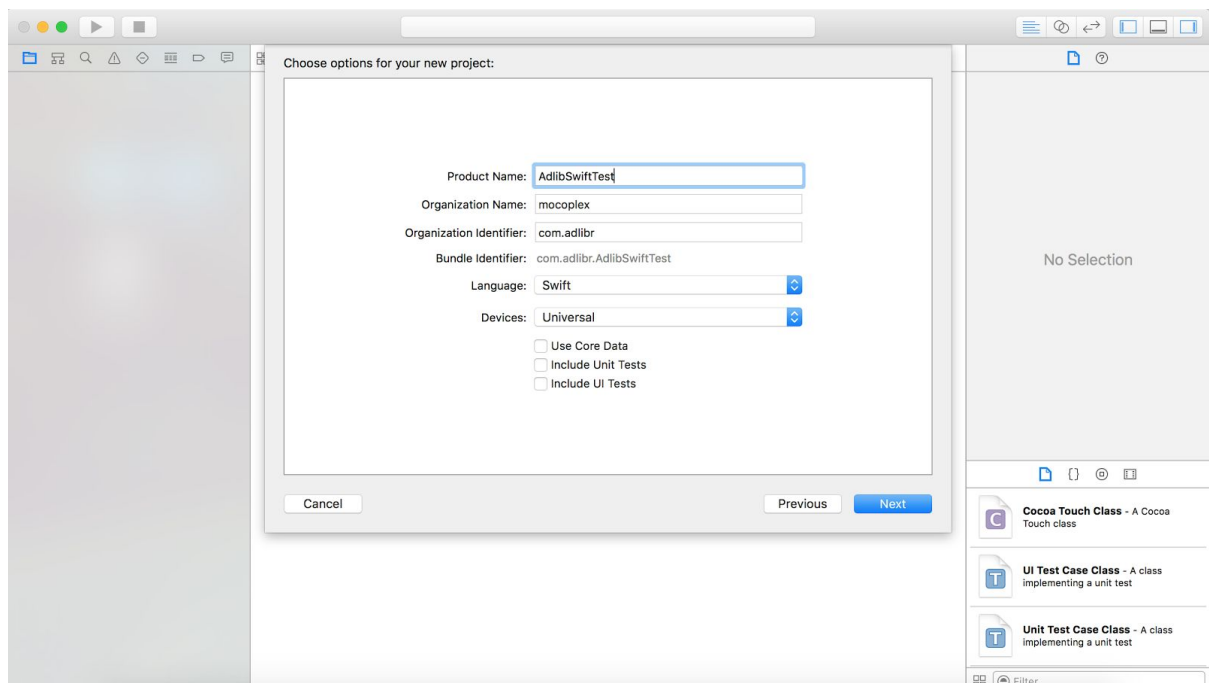 Choose options for your new project:
Product Name: AdlibSwiftTest
Organization Name: mocoplex
Organization Identifier: com.adlibr
Bundle Identifier: com.adlibr.AdlibSwiftTest
Language: Swift
Devices: Universal
Use Core Data
Include Unit Tests
Include UI Tests
Cancel
Previous
Next
No Selection
{}
C
Cocoa Touch Class - A Cocoa
Touch class
T
UI Test Case Class - A class
implementing a unit test
T
Unit Test Case Class - A class
implementing a unit test
Filter